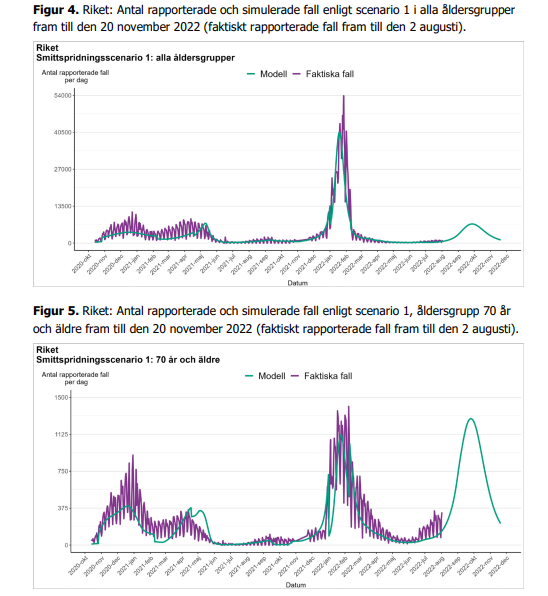 Figur 4. Riket: Antal rapporterade och simulerade fall enligt scenario 1 i alla åldersgrupper
fram till den 20 november 2022 (faktiskt rapporterade fall fram till den 2 augusti).
Riket
Smittspridningsscenario 1: alla åldersgrupper
Antal rapporterade fall
per dag
Modell
Faktiska fall
54000
40500
27000
13500
0
2020-okt
2020-nov
2020-dec
2021-jan
2021-feb
2021-mar
2021-apr
2021-maj
2021-jun
2021-jul
2021-aug
2021-sep
2021-okt
2021-nov
2021-dec
2022-jan
2022-feb
2022-mar
2022-apr
2022-maj
2022-jun
2022-jul
2022-aug
2022-sep
2022-okt
2022-nov
2022-dec
Datum
Figur 5. Riket: Antal rapporterade och simulerade fall enligt scenario 1, åldersgrupp 70 år
och äldre fram till den 20 november 2022 (faktiskt rapporterade fall fram till den 2 augusti).
Riket
Smittspridningsscenario 1: 70 år och äldre
Antal rapporterade fall
per dag
Modell
Faktiska fall
1500
1125
750
375
0
2020-okt
2020-nov
2020-dec
2021-jan
2021-feb
2021-mar
2021-apr
2021-maj
2021-jun
2021-jul
2021-aug
2021-sep
2021-okt
2021-nov
2021-dec
2022-jan
2022-feb
2022-mar
2022-apr
2022-maj
2022-jun
2022-jul
2022-aug
2022-sep
2022-okt
2022-nov
2022-dec
Datum